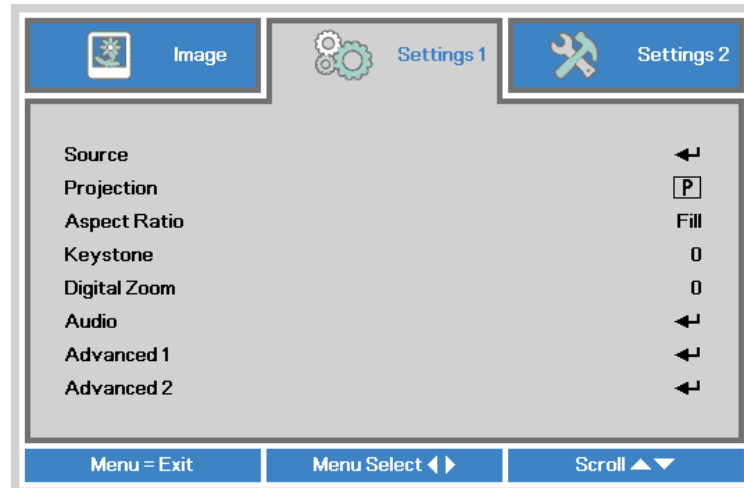 Image
Settings 1
Settings 2
Source
Projection P
Aspect Ratio Fill
Keystone 0
Digital Zoom 0
Audio
Advanced 1
Advanced 2
Menu = Exit
Menu Select
Scroll